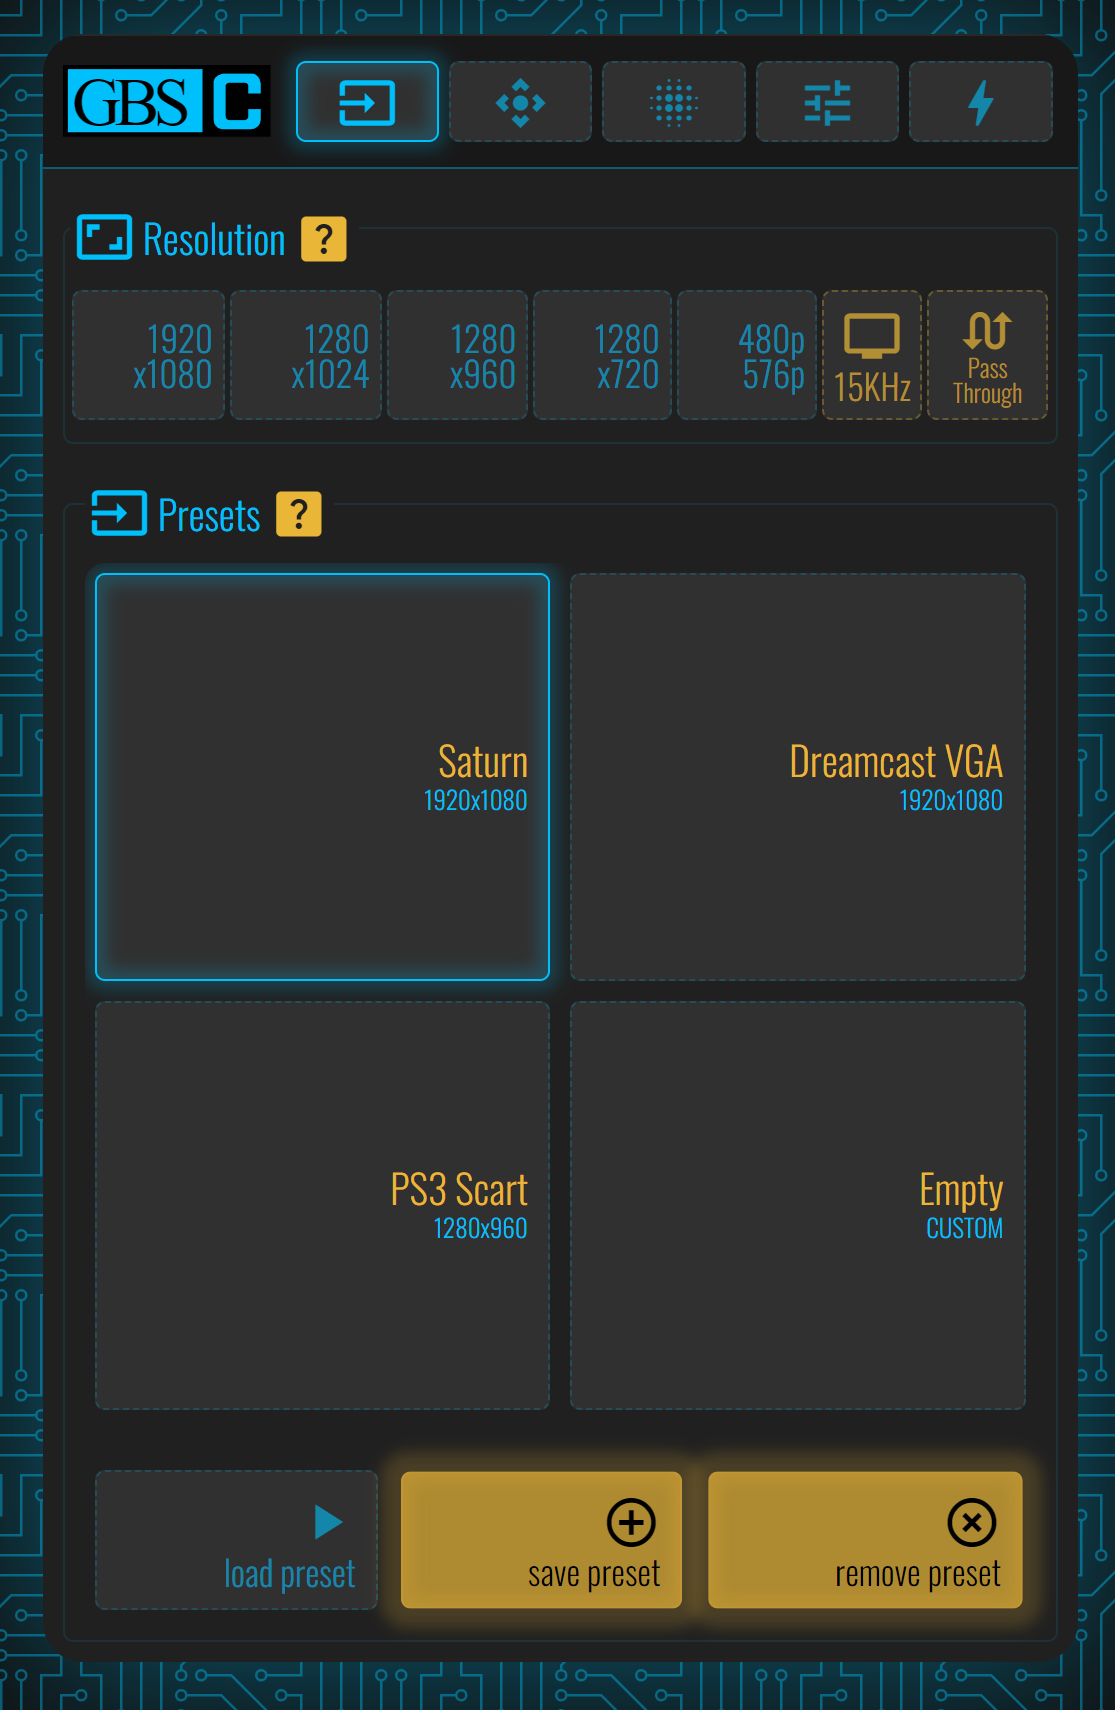 GBS C
Resolution ?
1920
x1080
1280
x1024
1280
x960
1280
x720
480p
576p
15KHz
Pass
Through
Presets ?
Saturn
1920x1080
Dreamcast VGA
1920x1080
PS3 Scart
1280x960
Empty
CUSTOM
load preset
save preset
remove preset